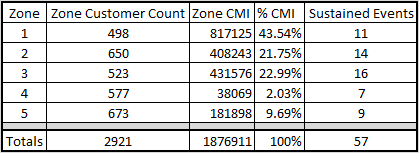 Zone Zone Customer Count Zone CMI % CMI Sustained Events
1 498 817125 43.54% 11
2 650 408243 21.75% 14
3 523 431576 22.99% 16
4 577 38069 2.03% 7
5 673 181898 9.69% 9
Totals 2921 1876911 100% 57